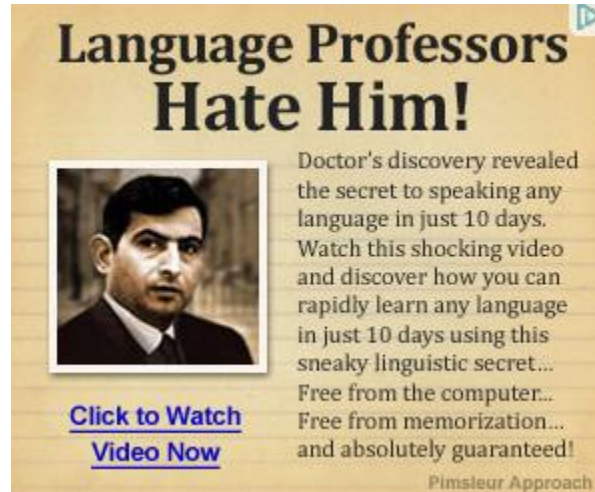 Language Professors
Hate Him!
Doctor's discovery revealed
the secret to speaking any
language in just 10 days.
Watch this shocking video
and discover how you can
rapidly learn any language
in just 10 days using this
sneaky linguistic secret...
Free from the computer...
Free from memorization...
and absolutely guaranteed!
Click to Watch
Video Now
Pimsleur Approach